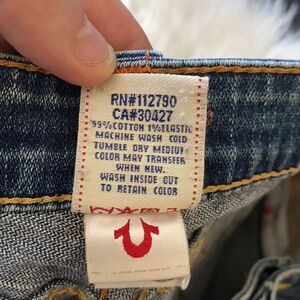 RN#112790
CA#30427
99%COTTON 1%ELASTIC
MACHINE WASH COLD
TUMBLE DRY MEDIUM
COLOR MAY TRANSFER
WHEN NEW.
WASH INSIDE OUT
TO RETAIN COLOR